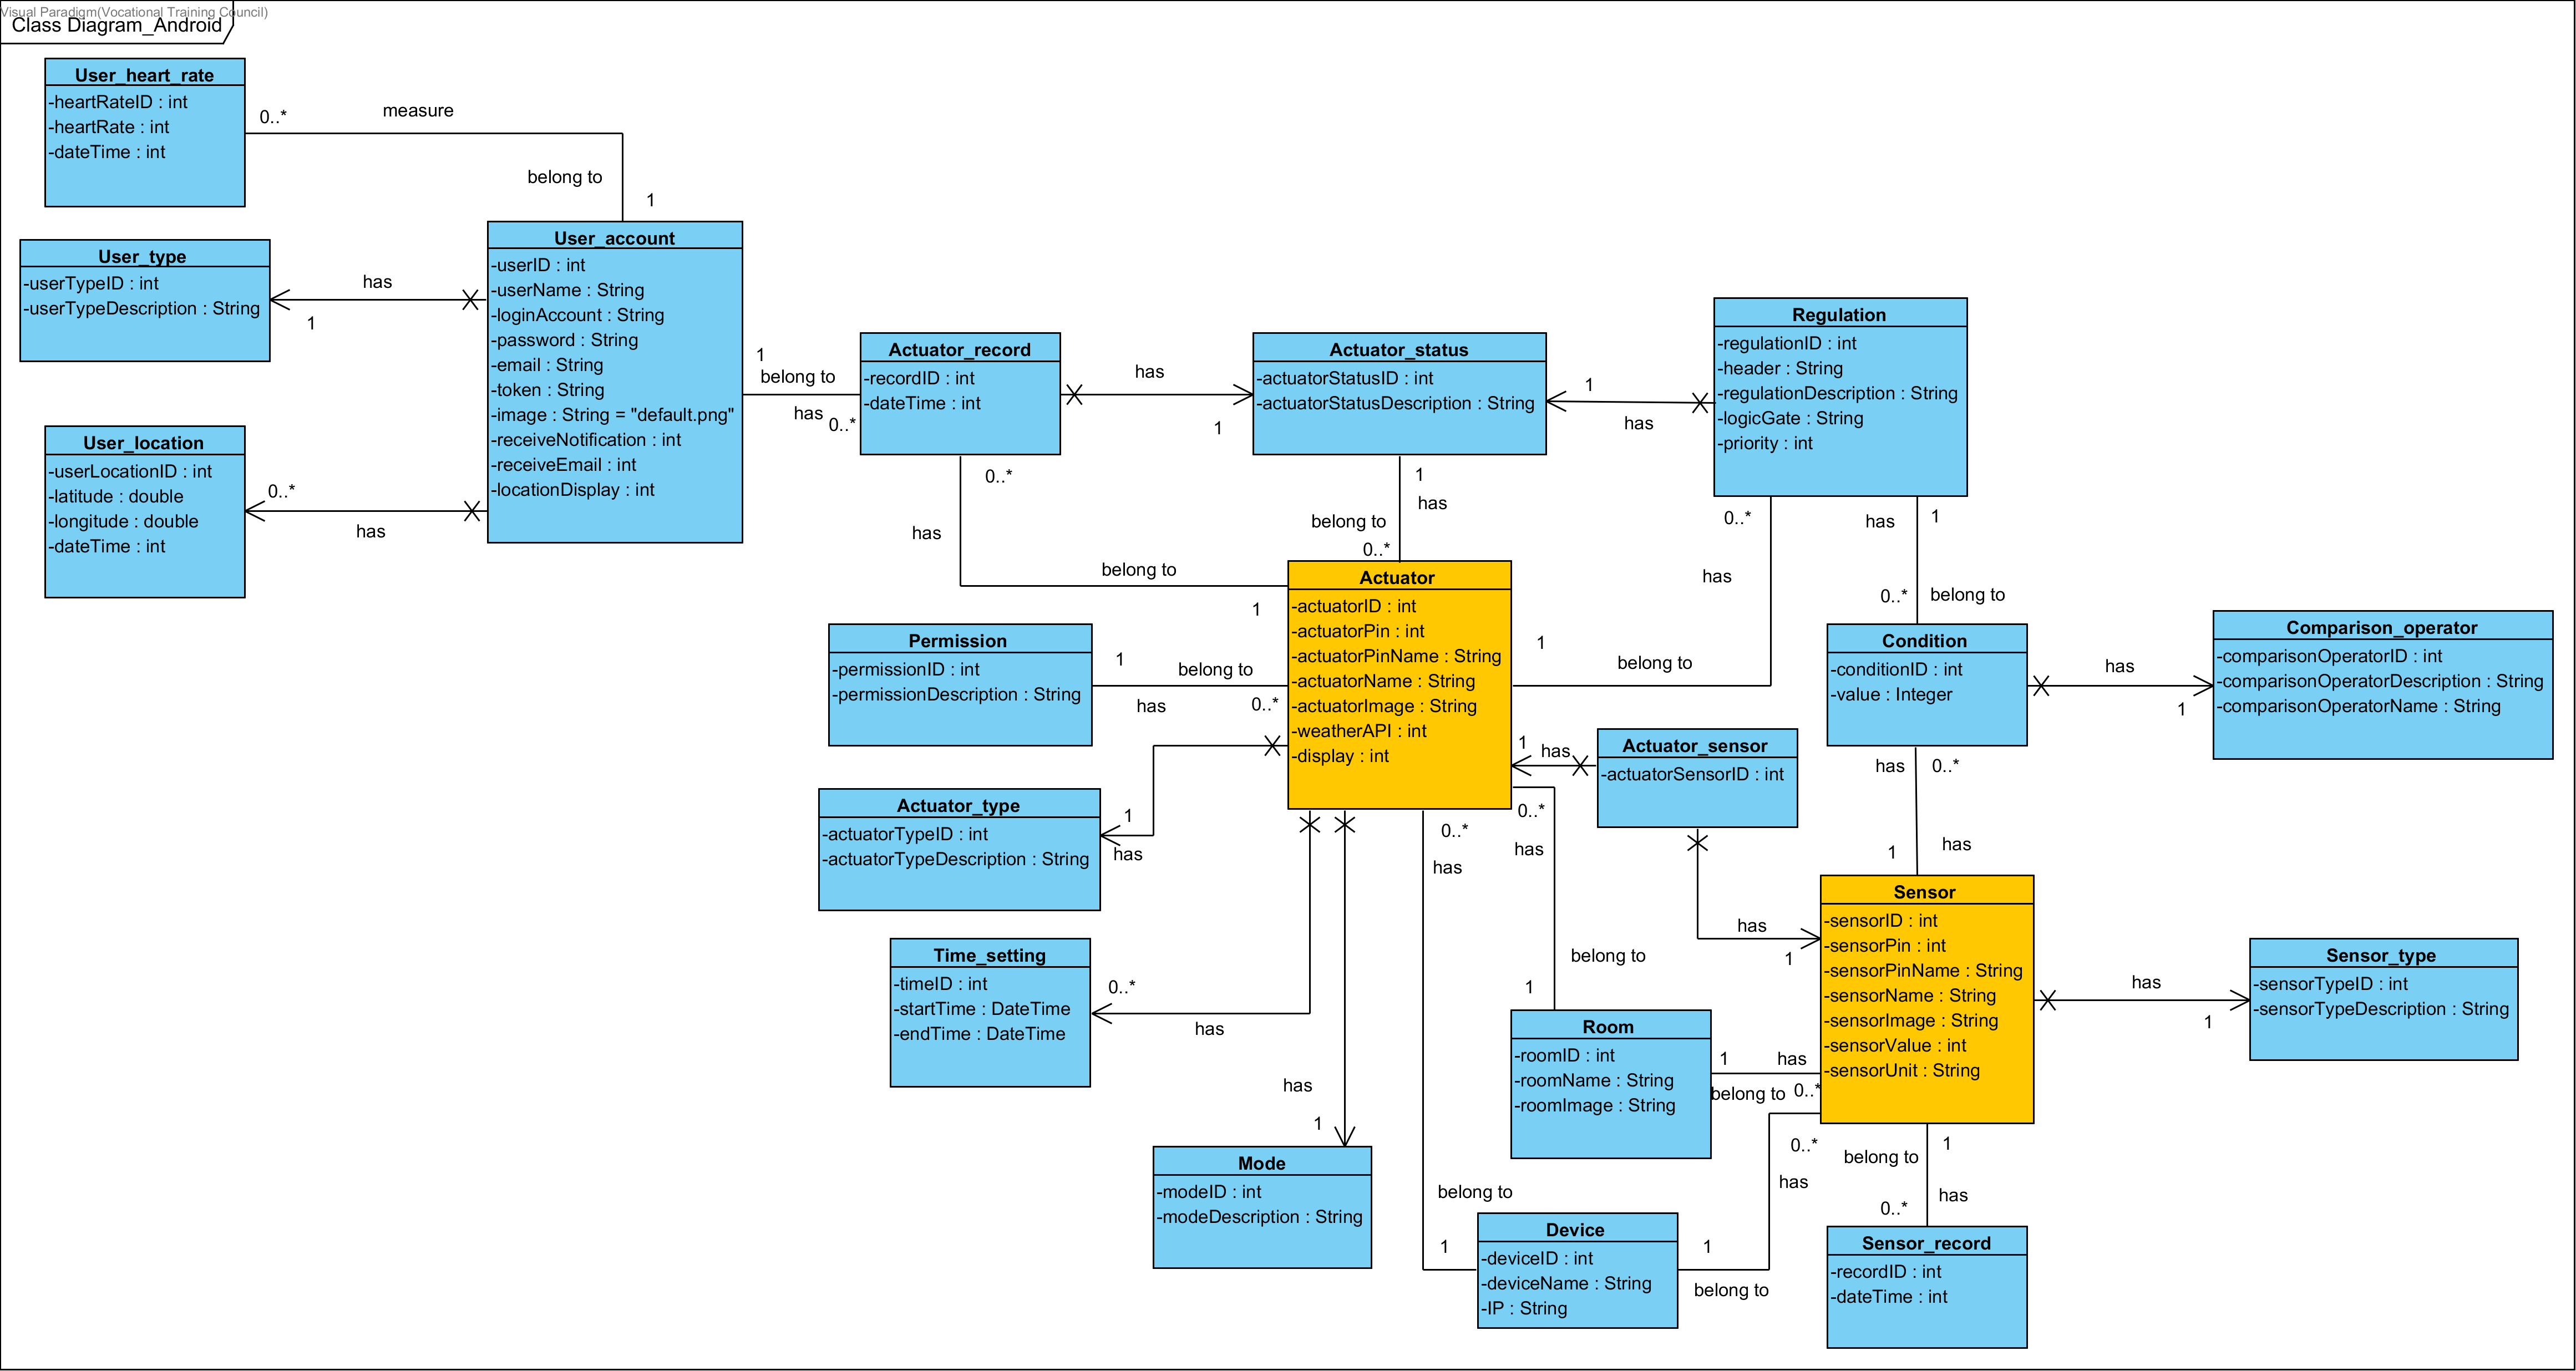 Visual Paradigm(Vocational Training Council)
Class Diagram_Android
User_heart_rate
-heartRateID : int
-heartRate : int
-dateTime : int
0..*
measure
belong to
1
User_type
-userTypeID : int
-userTypeDescription : String
has
1
User_location
-userLocationID : int
-latitude : double
-longitude : double
-dateTime : int
0..*
has
User_account
-userID : int
-userName : String
-loginAccount : String
-password : String
-email : String
-token : String
-image : String = "default.png"
-receiveNotification : int
-receiveEmail : int
-locationDisplay : int
1
belong to
has
0..*
Actuator_record
-recordID : int
-dateTime : int
has
1
0..*
has
belong to
1
Actuator_status
-actuatorStatusID : int
-actuatorStatusDescription : String
1
has
1
has
belong to
0..*
Regulation
-regulationID : int
-header : String
-regulationDescription : String
-logicGate : String
-priority : int
0..*
has
1
belong to
has
1
0..*
belong to
Actuator
-actuatorID : int
-actuatorPin : int
-actuatorPinName : String
-actuatorName : String
-actuatorImage : String
-weatherAPI : int
-display : int
Permission
-permissionID : int
-permissionDescription : String
1
belong to
has
0..*
Actuator_type
-actuatorTypeID : int
-actuatorTypeDescription : String
1
has
Time_setting
-timeID : int
-startTime : DateTime
-endTime : DateTime
0..*
has
has
1
Mode
-modeID : int
-modeDescription : String
Condition
-conditionID : int
-value : Integer
has
1
Comparison_operator
-comparisonOperatorID : int
-comparisonOperatorDescription : String
-comparisonOperatorName : String
has
0..*
1
has
1
has
Actuator_sensor
-actuatorSensorID : int
has
1
0..*
has
belong to
1
0..*
has
belong to
1
Room
-roomID : int
-roomName : String
-roomImage : String
1
has
belong to
0..*
Sensor
-sensorID : int
-sensorPin : int
-sensorPinName : String
-sensorName : String
-sensorImage : String
-sensorValue : int
-sensorUnit : String
has
1
Sensor_type
-sensorTypeID : int
-sensorTypeDescription : String
0..*
has
1
belong to
Device
-deviceID : int
-deviceName : String
-IP : String
1
belong to
has
0..*
Sensor_record
-recordID : int
-dateTime : int